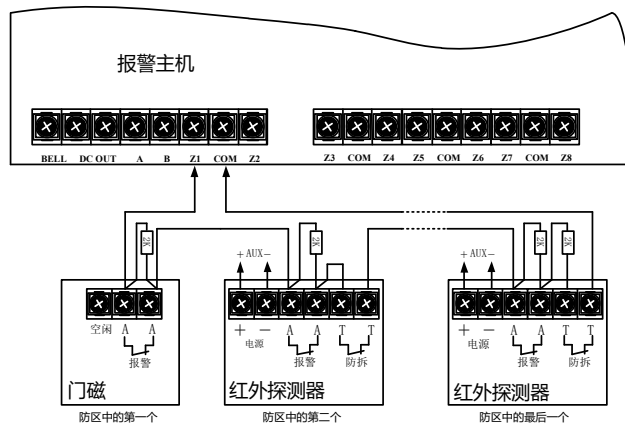 报警主机
BELL DC OUT A B Z1 COM Z2 Z3 COM Z4 Z5 COM Z6 Z7 COM Z8
2K 2K 2K 2K
+ AUX - + AUX -
空闲 A A + - A A T T + - A A T T
报警 电源 报警 防拆 电源 报警 防拆
门磁 红外探测器 红外探测器
防区中的第一个 防区中的第二个 防区中的最后一个